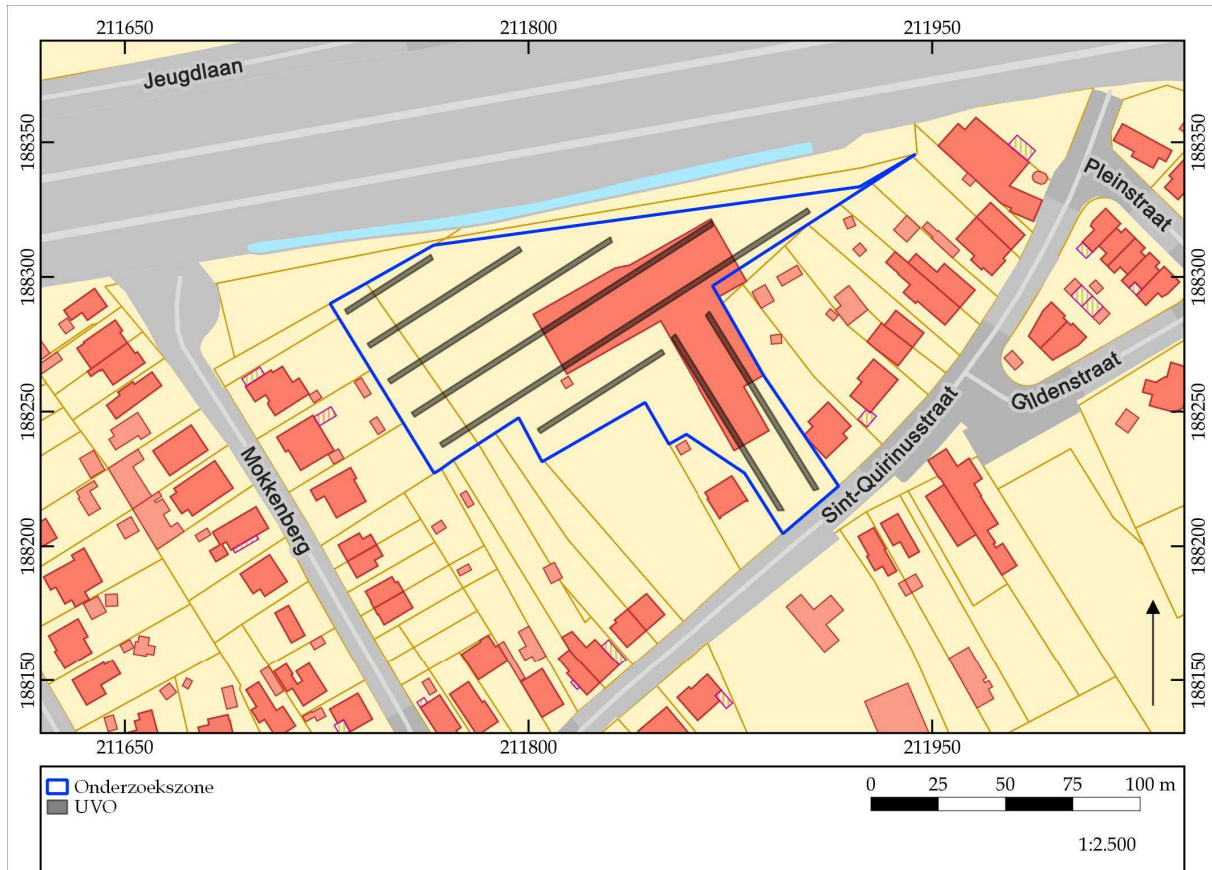 211650 211800 211950
Jeugdlaan
188350 188350
Pleinstraat
188300 188300
Gildenstraat
188250 188250
Sint-Quirinusstraat
Mokkenberg
188200 188200
188150 188150
211650 211800 211950
Onderzoekszone
UVO
0 25 50 75 100 m
1:2.500